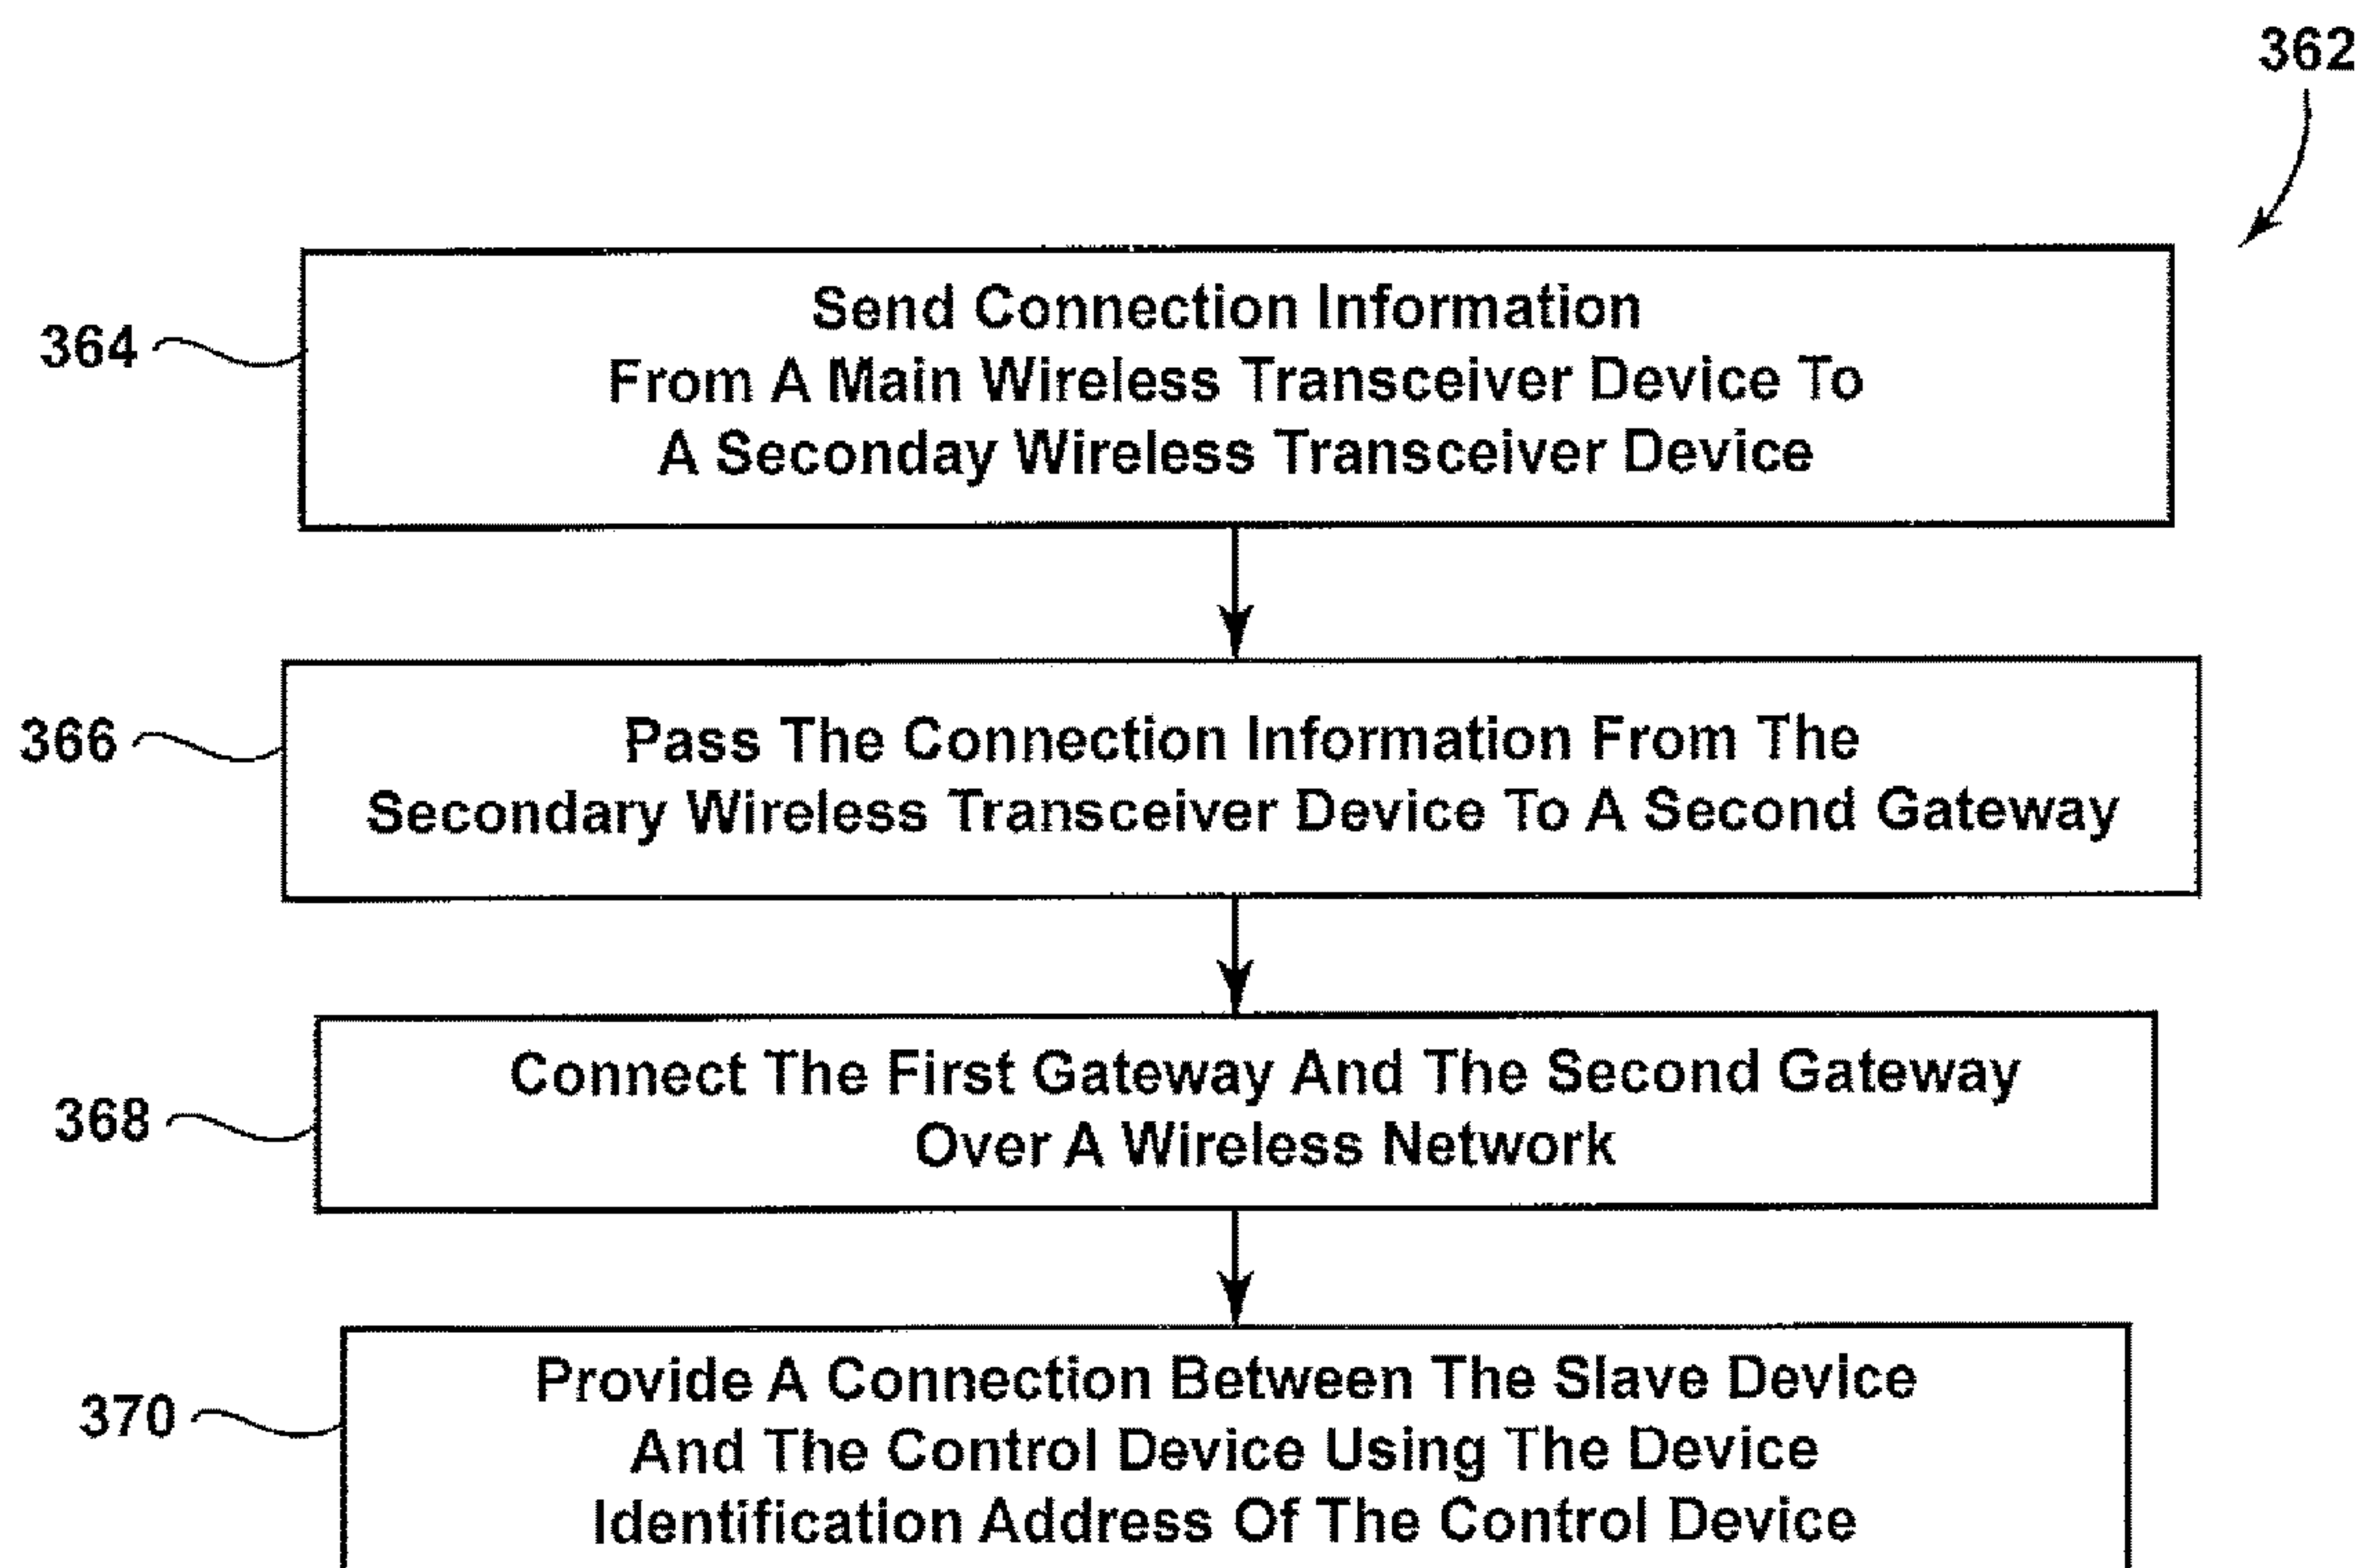 362
364
Send Connection Information
From A Main Wireless Transceiver Device To
A Seconday Wireless Transceiver Device
366
Pass The Connection Information From The
Secondary Wireless Transceiver Device To A Second Gateway
368
Connect The First Gateway And The Second Gateway
Over A Wireless Network
370
Provide A Connection Between The Slave Device
And The Control Device Using The Device
Identification Address Of The Control Device